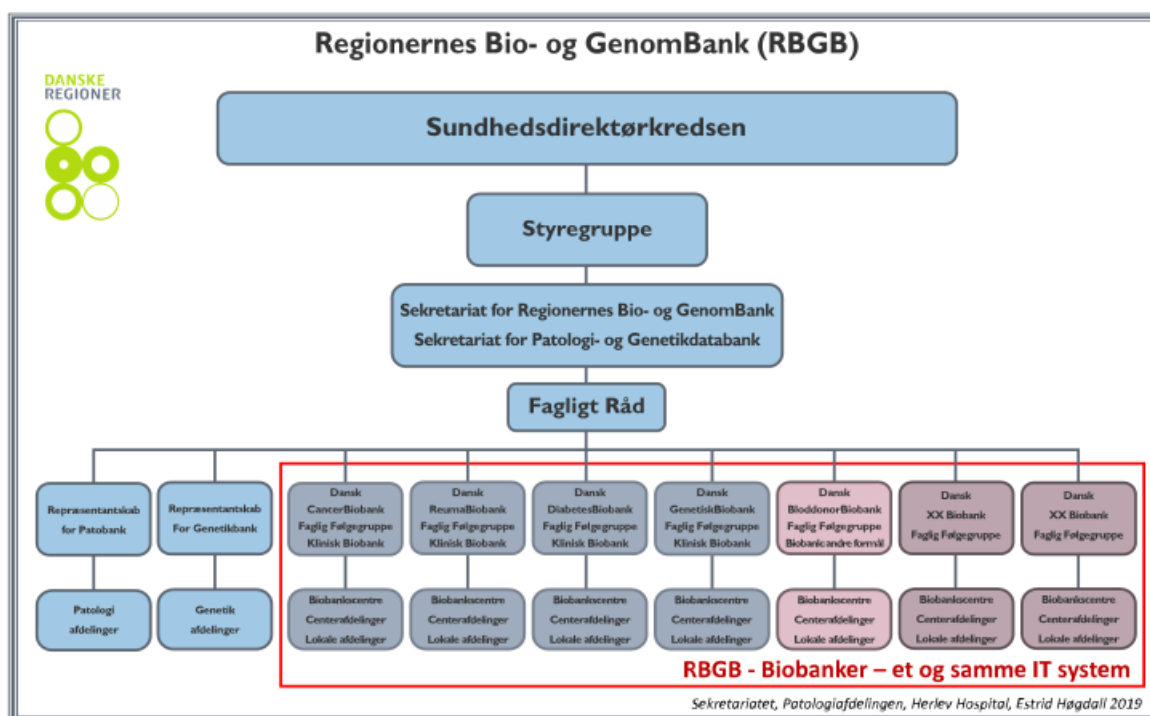 Regionernes Bio- og GenomBank (RBGB)
DANSKE
REGIONER
Sundhedsdirektørkredsen
Styregruppe
Sekretariat for Regionernes Bio- og GenomBank
Sekretariat for Patologi- og Genetikdatabank
Fagligt Råd
Repræsentantskab
for Patobank
Repræsentantskab
For Genetikbank
Dansk
CancerBiobank
Faglig Følgegruppe
Klinisk Biobank
Dansk
ReumaBiobank
Faglig Følgegruppe
Klinisk Biobank
Dansk
DiabetesBiobank
Faglig Følgegruppe
Klinisk Biobank
Dansk
GenetiskBiobank
Faglig Følgegruppe
Klinisk Biobank
Dansk
BloddonorBiobank
Faglig Følgegruppe
Biobank andre formål
Dansk
XX Biobank
Faglig Følgegruppe
Dansk
XX Biobank
Faglig Følgegruppe
Patologi
afdelinger
Genetik
afdelinger
Biobankscentre
Centerafdelinger
Lokale afdelinger
Biobankscentre
Centerafdelinger
Lokale afdelinger
Biobankscentre
Centerafdelinger
Lokale afdelinger
Biobankscentre
Centerafdelinger
Lokale afdelinger
Biobankscentre
Centerafdelinger
Lokale afdelinger
Biobankscentre
Centerafdelinger
Lokale afdelinger
Biobankscentre
Centerafdelinger
Lokale afdelinger
RBGB - Biobanker – et og samme IT system
Sekretariatet, Patologiafdelingen, Herlev Hospital, Estrid Høgdall 2019